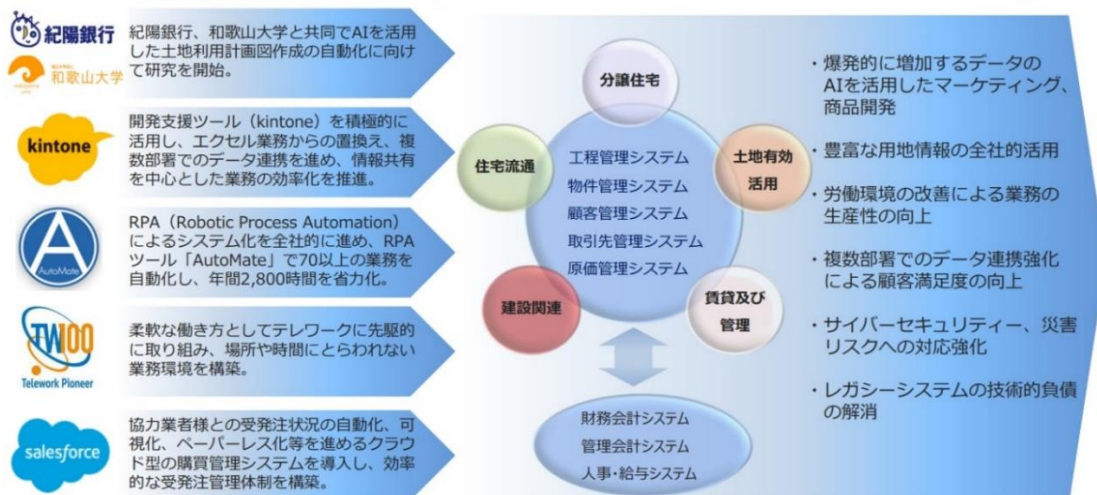 紀陽銀行
和歌山大学
紀陽銀行、和歌山大学と共同でAIを活用
した土地利用計画図作成の自動化に向け
て研究を開始。
kintone
開発支援ツール（kintone）を積極的に
活用し、エクセル業務からの置換え、複
数部署でのデータ連携を進め、情報共有
を中心とした業務の効率化を推進。
A
AutoMate
RPA（Robotic Process Automation）
によるシステム化を全社的に進め、RPA
ツール「AutoMate」で70以上の業務を
自動化し、年間2,800時間を省力化。
TW100
Telework Pioneer
柔軟な働き方としてテレワークに先駆的
に取り組み、場所や時間にとらわれない
業務環境を構築。
salesforce
協力業者様との受発注状況の自動化、可
視化、ペーパーレス化等を進めるクラウ
ド型の購買管理システムを導入し、効率
的な受発注管理体制を構築。
分譲住宅
住宅流通
土地有効
活用
建設関連
賃貸及び
管理
工程管理システム
物件管理システム
顧客管理システム
取引先管理システム
原価管理システム
財務会計システム
管理会計システム
人事・給与システム
・爆発的に増加するデータの
AIを活用したマーケティング、
商品開発
・豊富な用地情報の全社的活用
・労働環境の改善による業務の
生産性の向上
・複数部署でのデータ連携強化
による顧客満足度の向上
・サイバーセキュリティー、災害
リスクへの対応強化
・レガシーシステムの技術的負債
の解消